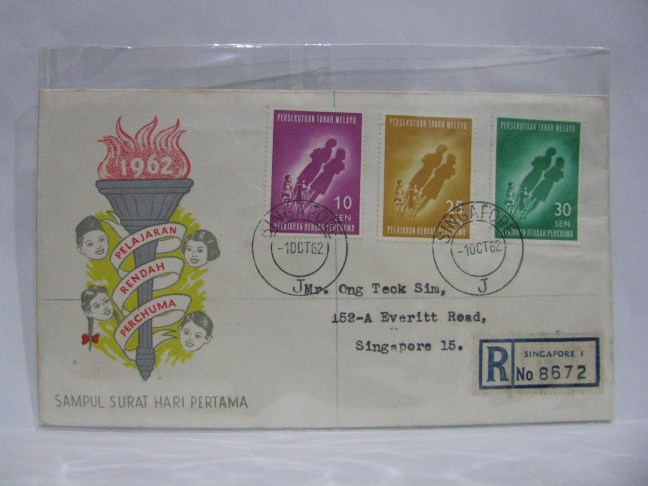 1962
PELAJARAN
RENDAH
PERCHUMA
SAMPUL SURAT HARI PERTAMA
PERSEKUTUAN TANAH MELAYU
10
SEN
PELAJARAN RENDAH PERCHUMA
PERSEKUTUAN TANAH MELAYU
25
PELAJARAN RENDAH PERCHUMA
PERSEKUTUAN TANAH MELAYU
30
SEN
PELAJARAN RENDAH PERCHUMA
SINGAPORE
-1OCT62
J
SINGAPORE
-1OCT62
J
Mr. Ong Teck Sim,
152-A Everitt Road,
Singapore 15.
R
SINGAPORE 1
No 8672